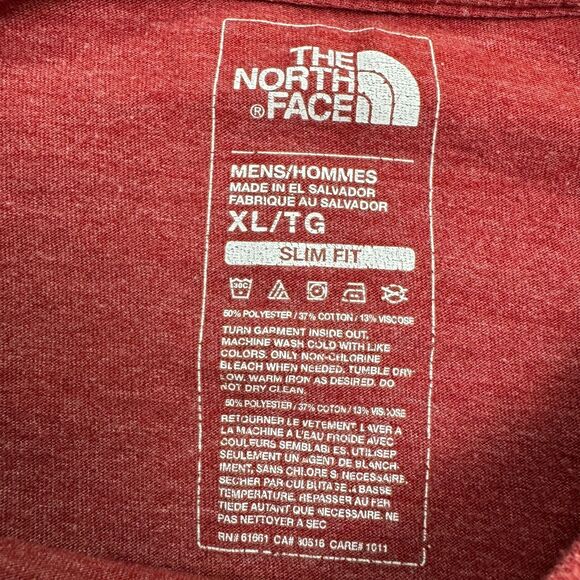 THE
NORTH
® FACE
MENS/HOMMES
MADE IN EL SALVADOR
FABRIQUE AU SALVADOR
XL/TG
SLIM FIT
30C
50% POLYESTER / 37% COTTON / 13% VISCOSE
TURN GARMENT INSIDE OUT,
MACHINE WASH COLD WITH LIKE
COLORS. ONLY NON-CHLORINE
BLEACH WHEN NEEDED. TUMBLE DRY
LOW. WARM IRON AS DESIRED. DO
NOT DRY CLEAN.
50% POLYESTER / 37% COTON / 13% VISCOSE
RETOURNER LE VETEMENT. LAVER A
LA MACHINE A L'EAU FROIDE AVEC
COULEURS SEMBLABLES. UTILISER
SEULEMENT UN AGENT DE BLANCH-
IMENT, SANS CHLORE SI NECESSAIRE.
SECHER PAR CULBUTAGE A BASSE
TEMPERATURE. REPASSER AU FER
TIEDE AUTANT QUE NECESSAIRE. NE
PAS NETTOYER A SEC
RN# 61661 CA# 30516 CARE# 1011